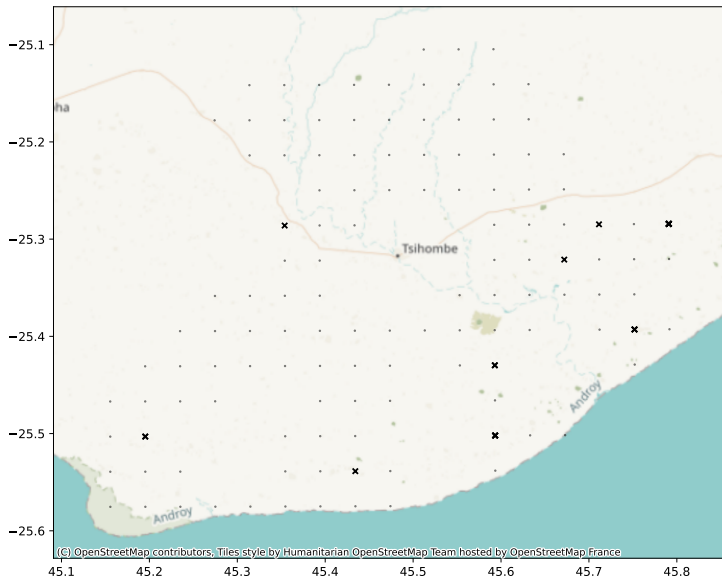 −25.1
−25.2
−25.3
−25.4
−25.5
−25.6
ha
Tsihombe
Androy
Androy
(C) OpenStreetMap contributors, Tiles style by Humanitarian OpenStreetMap Team hosted by OpenStreetMap France
45.1 45.2 45.3 45.4 45.5 45.6 45.7 45.8